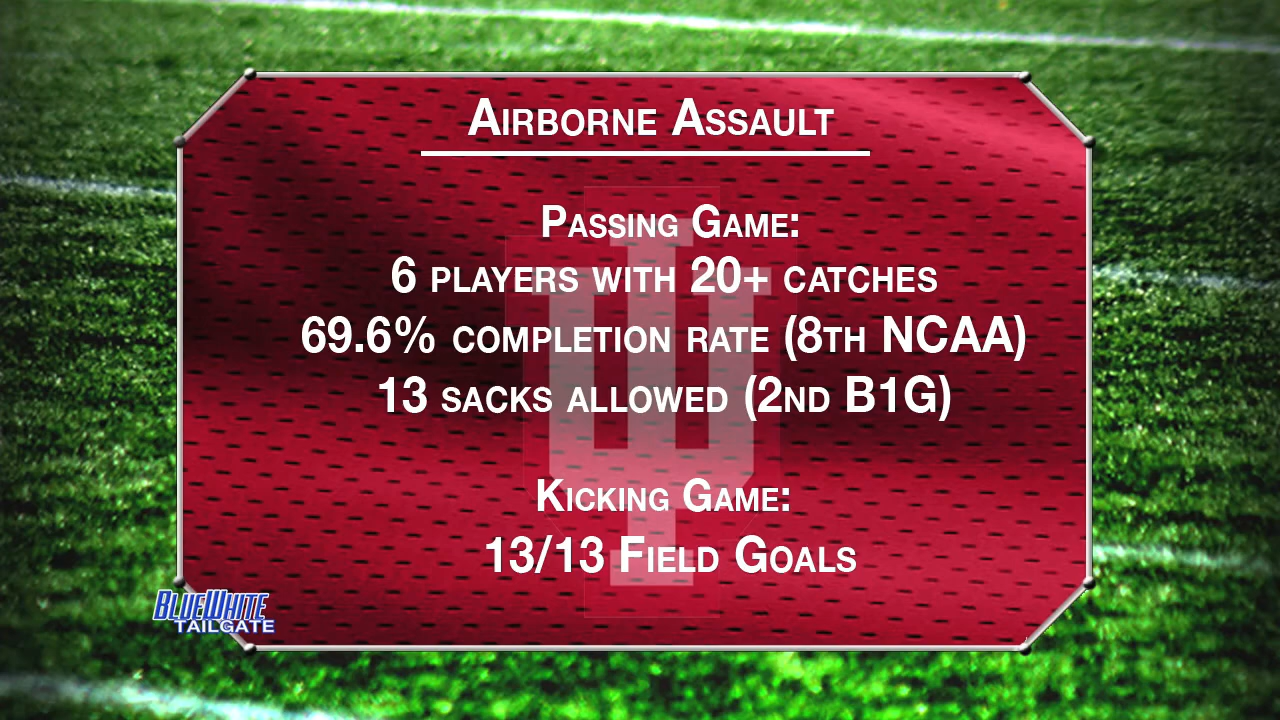 Airborne Assault
Passing Game:
6 players with 20+ catches
69.6% completion rate (8th NCAA)
13 sacks allowed (2nd B1G)
Kicking Game:
13/13 Field Goals
BlueWhite
TAILGATE